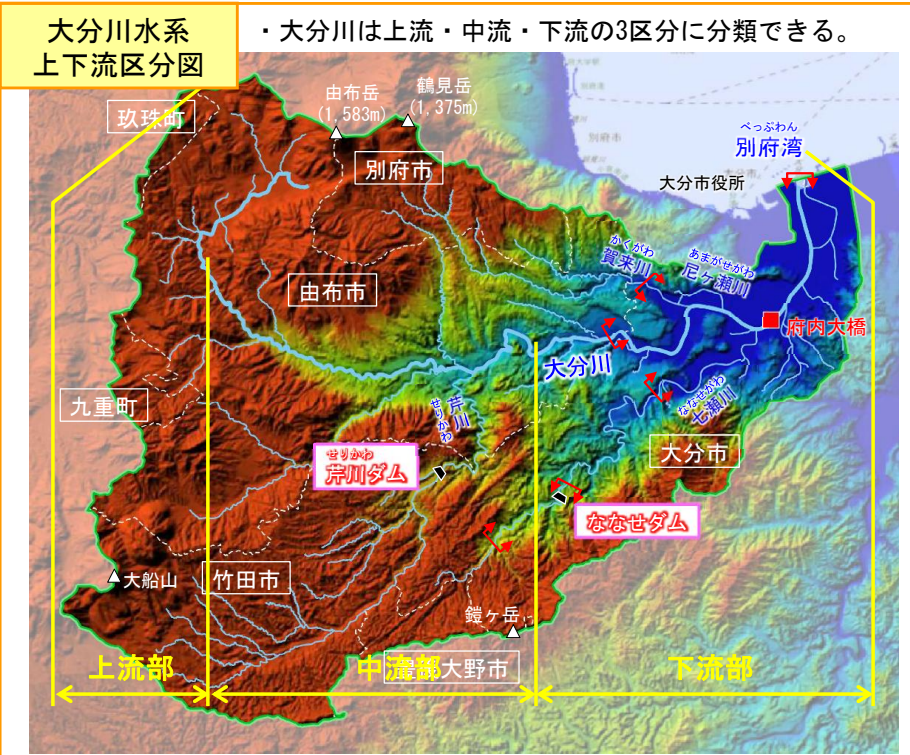 大分川水系
上下流区分図
・大分川は上流・中流・下流の3区分に分類できる。
由布岳
(1,583m)
鶴見岳
(1,375m)
玖珠町
別府市
別府市
べっぷわん
別府湾
大分市役所
かくがわ
賀来川
あまがせがわ
尼ヶ瀬川
由布市
府内大橋
大分川
九重町
せりかわ
芹川
ななせがわ
七瀬川
大分市
せりかわ
芹川ダム
ななせダム
大船山
竹田市
鎧ヶ岳
豊後大野市
上流部
中流部
下流部